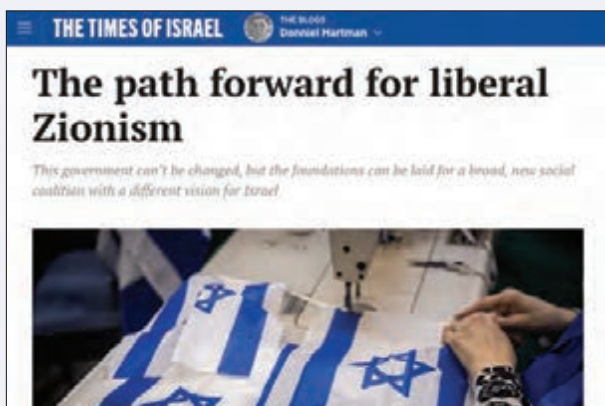 THE TIMES OF ISRAEL
THE BLOGS
Donniel Hartman
The path forward for liberal
Zionism
This government can't be changed, but the foundations can be laid for a broad, new social
coalition with a different vision for Israel